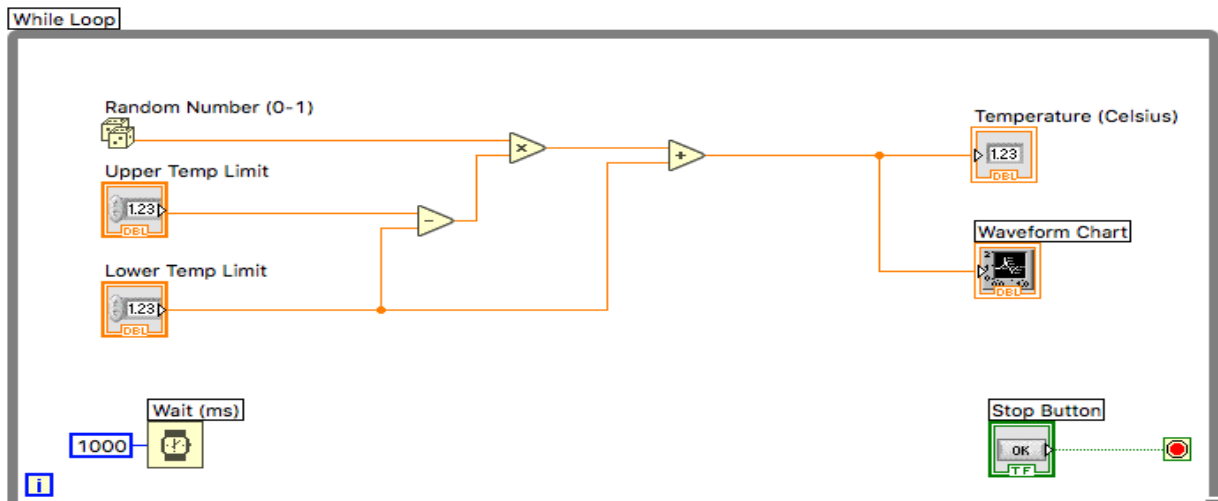 While Loop
Random Number (0-1)
Temperature (Celsius)
×
+
1.23
DBL
Upper Temp Limit
1.23
DBL
−
Waveform Chart
DBL
Lower Temp Limit
1.23
DBL
Wait (ms)
Stop Button
1000
OK
TF
i